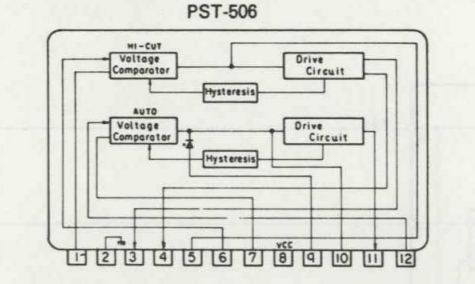 PST-506
HI-CUT
Voltage Comparator
Drive Circuit
Hysteresis
AUTO
Voltage Comparator
Drive Circuit
Hysteresis
VCC
1 2 3 4 5 6 7 8 9 10 11 12